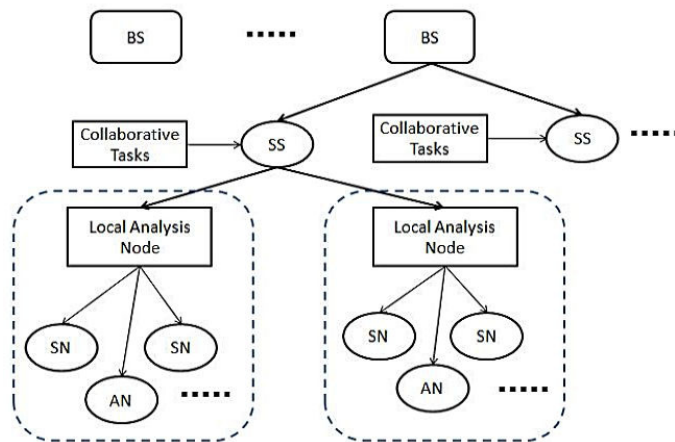 BS
BS
Collaborative
Tasks
SS
Collaborative
Tasks
SS
Local Analysis
Node
Local Analysis
Node
SN
SN
AN
SN
SN
AN